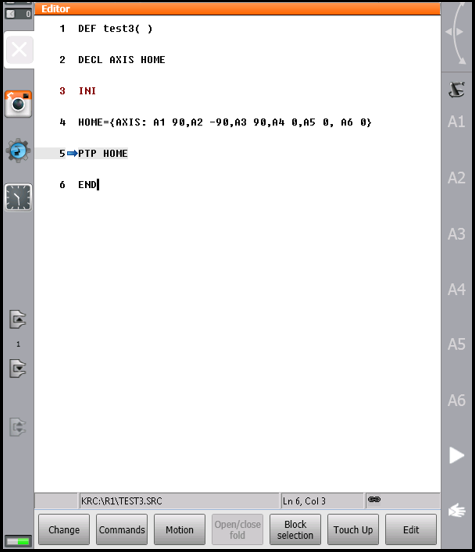 0
0
Editor
1 DEF test3( )
2 DECL AXIS HOME
3 INI
4 HOME={AXIS: A1 90,A2 -90,A3 90,A4 0,A5 0, A6 0}
5 PTP HOME
6 END
1
A1
A2
A3
A4
A5
A6
KRC:\R1\TEST3.SRC
Ln 6, Col 3
Change
Commands
Motion
Open/close fold
Block selection
Touch Up
Edit